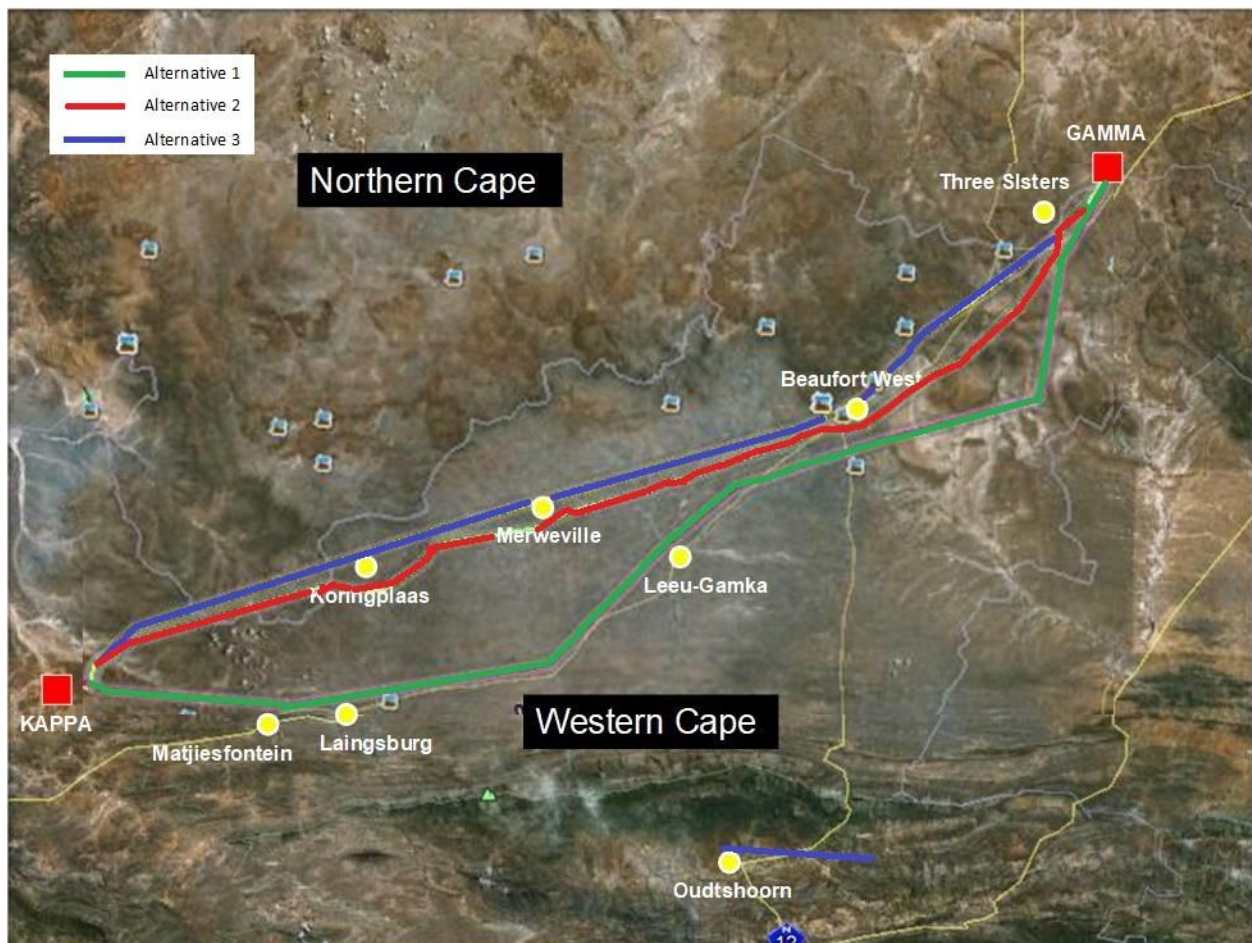 Alternative 1
Alternative 2
Alternative 3
GAMMA
Northern Cape
Three SIsters
Beaufort West
Merweville
Koringplaas
Leeu-Gamka
KAPPA
Western Cape
Matjiesfontein
Laingsburg
Oudtshoorn
N
12